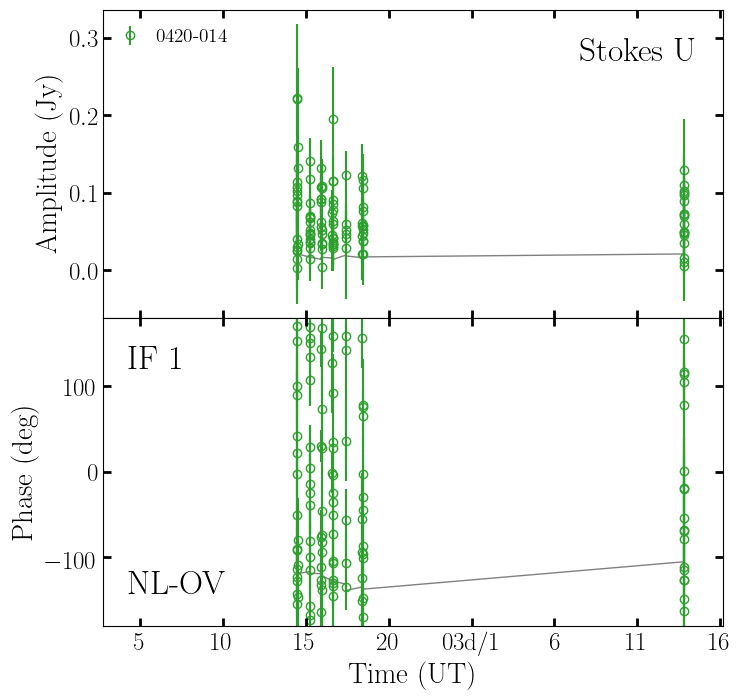 0420-014
Stokes U
0.3
0.2
0.1
0.0
Amplitude (Jy)
IF 1
100
0
−100
Phase (deg)
NL-OV
5 10 15 20 03d/1 6 11 16
Time (UT)